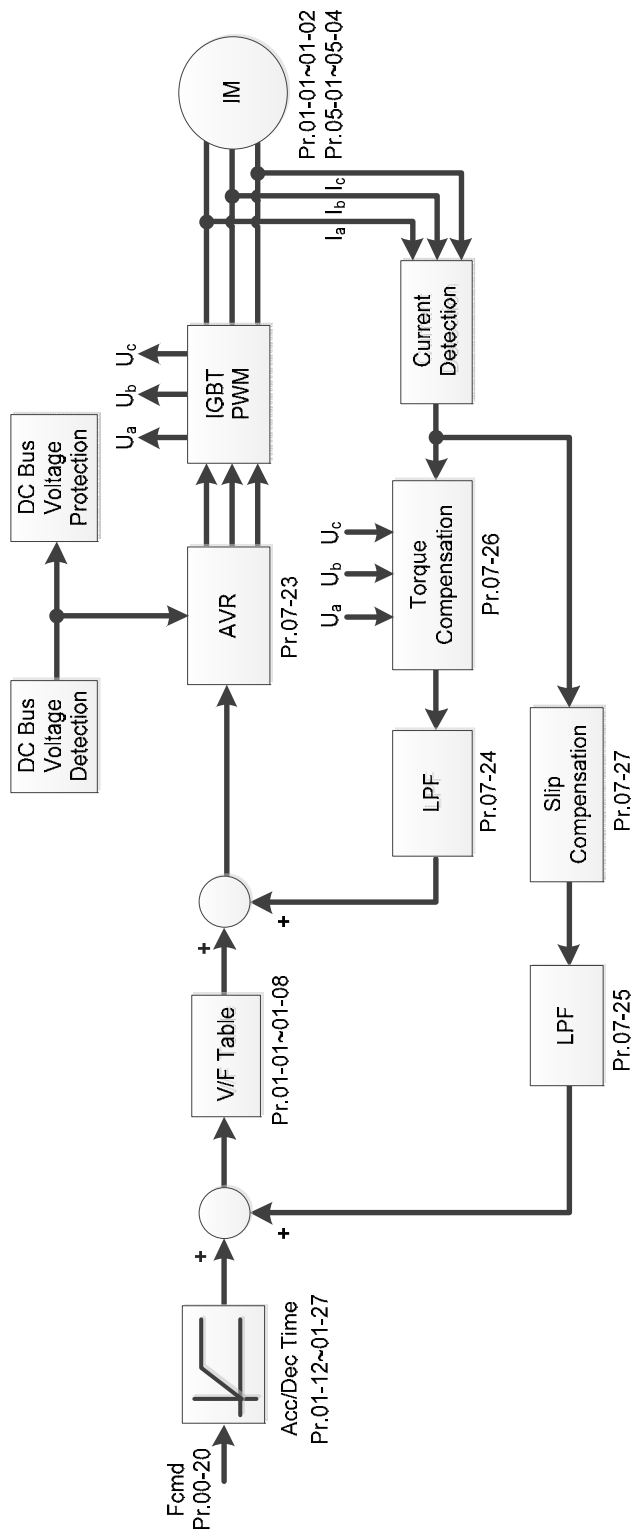 Fcmd
Pr.00-20
Acc/Dec Time
Pr.01-12~01-27
+
+
V/F Table
Pr.01-01~01-08
+
+
DC Bus
Voltage
Detection
DC Bus
Voltage
Protection
AVR
Pr.07-23
Ua
Ub
Uc
IGBT
PWM
IM
Pr.01-01~01-02
Pr.05-01~05-04
Ia
Ib
Ic
Current
Detection
Ua
Ub
Uc
Torque
Compensation
Pr.07-26
LPF
Pr.07-24
Slip
Compensation
Pr.07-27
LPF
Pr.07-25